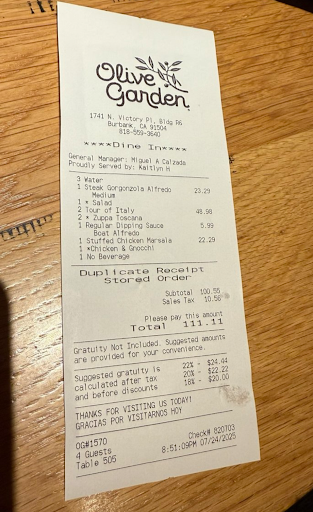 Olive
Garden
1741 N. Victory Pl, Bldg R6
Burbank, CA 91504
818-559-3640
****Dine In****
General Manager: Miguel A Calzada
Proudly Served by: Kaitlyn H
3 Water
1 Steak Gorgonzola Alfredo 23.29
Medium
1 * Salad
2 Tour of Italy 48.98
2 * Zuppa Toscana
1 Regular Dipping Sauce 5.99
Boat Alfredo
1 Stuffed Chicken Marsala 22.29
1 *Chicken & Gnocchi
1 No Beverage
Duplicate Receipt
Stored Order
Subtotal 100.55
Sales Tax 10.56
Please pay this amount
Total 111.11
Gratuity Not Included. Suggested amounts
are provided for your convenience.
Suggested gratuity is 22% - $24.44
calculated after tax 20% - $22.22
and before discounts 18% - $20.00
THANKS FOR VISITING US TODAY!
GRACIAS POR VISITARNOS HOY
OG#1570 Check# 820703
4 Guests 8:51:09PM 07/24/2025
Table 505